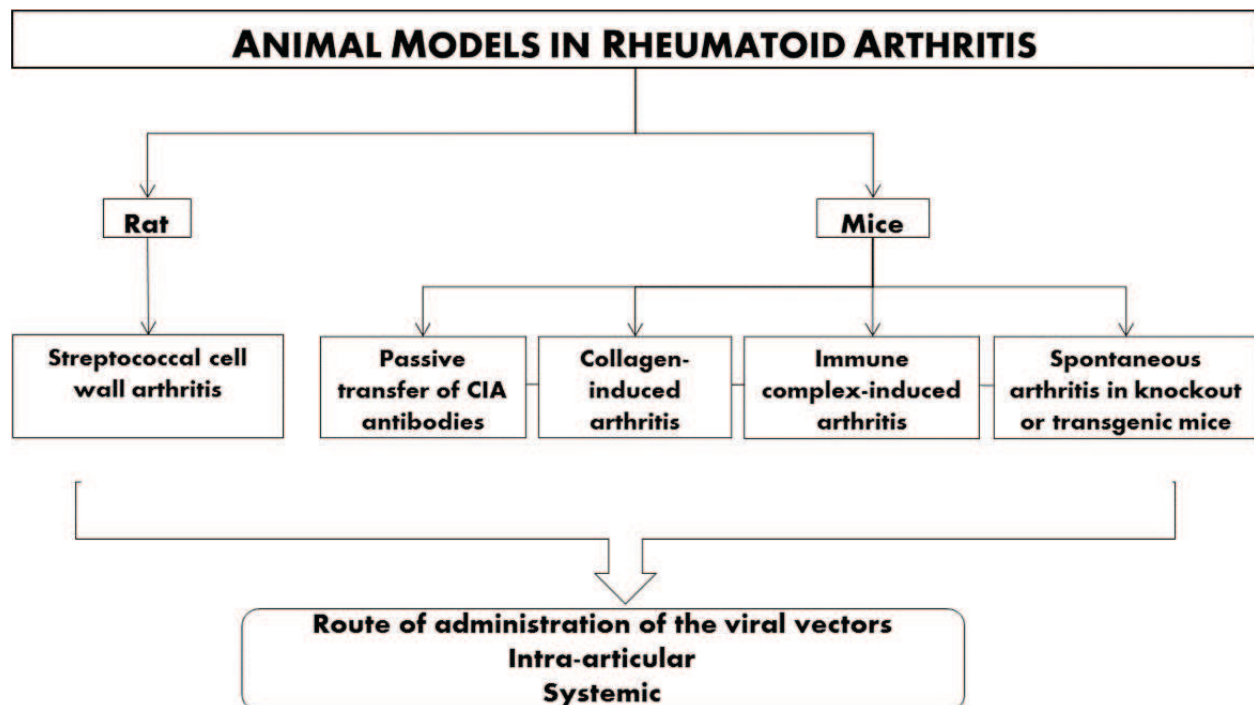 ANIMAL MODELS IN RHEUMATOID ARTHRITIS
Rat
Mice
Streptococcal cell
wall arthritis
Passive
transfer of CIA
antibodies
Collagen-
induced
arthritis
Immune
complex-induced
arthritis
Spontaneous
arthritis in knockout
or transgenic mice
Route of administration of the viral vectors
Intra-articular
Systemic